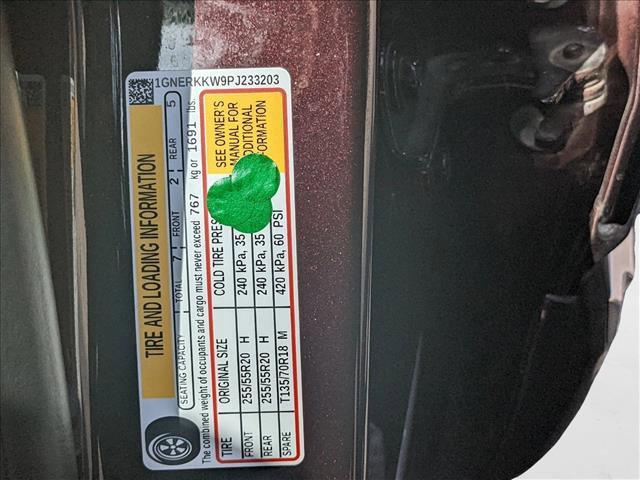 1GNERKKW9PJ233203
TIRE AND LOADING INFORMATION
SEATING CAPACITY TOTAL 7 FRONT 2 REAR 5
The combined weight of occupants and cargo must never exceed 767 kg or 1691 lbs.
TIRE ORIGINAL SIZE COLD TIRE PRES
FRONT 255/55R20 H 240 kPa, 35
REAR 255/55R20 H 240 kPa, 35
SPARE T135/70R18 M 420 kPa, 60 PSI
SEE OWNER'S
MANUAL FOR
ADDITIONAL